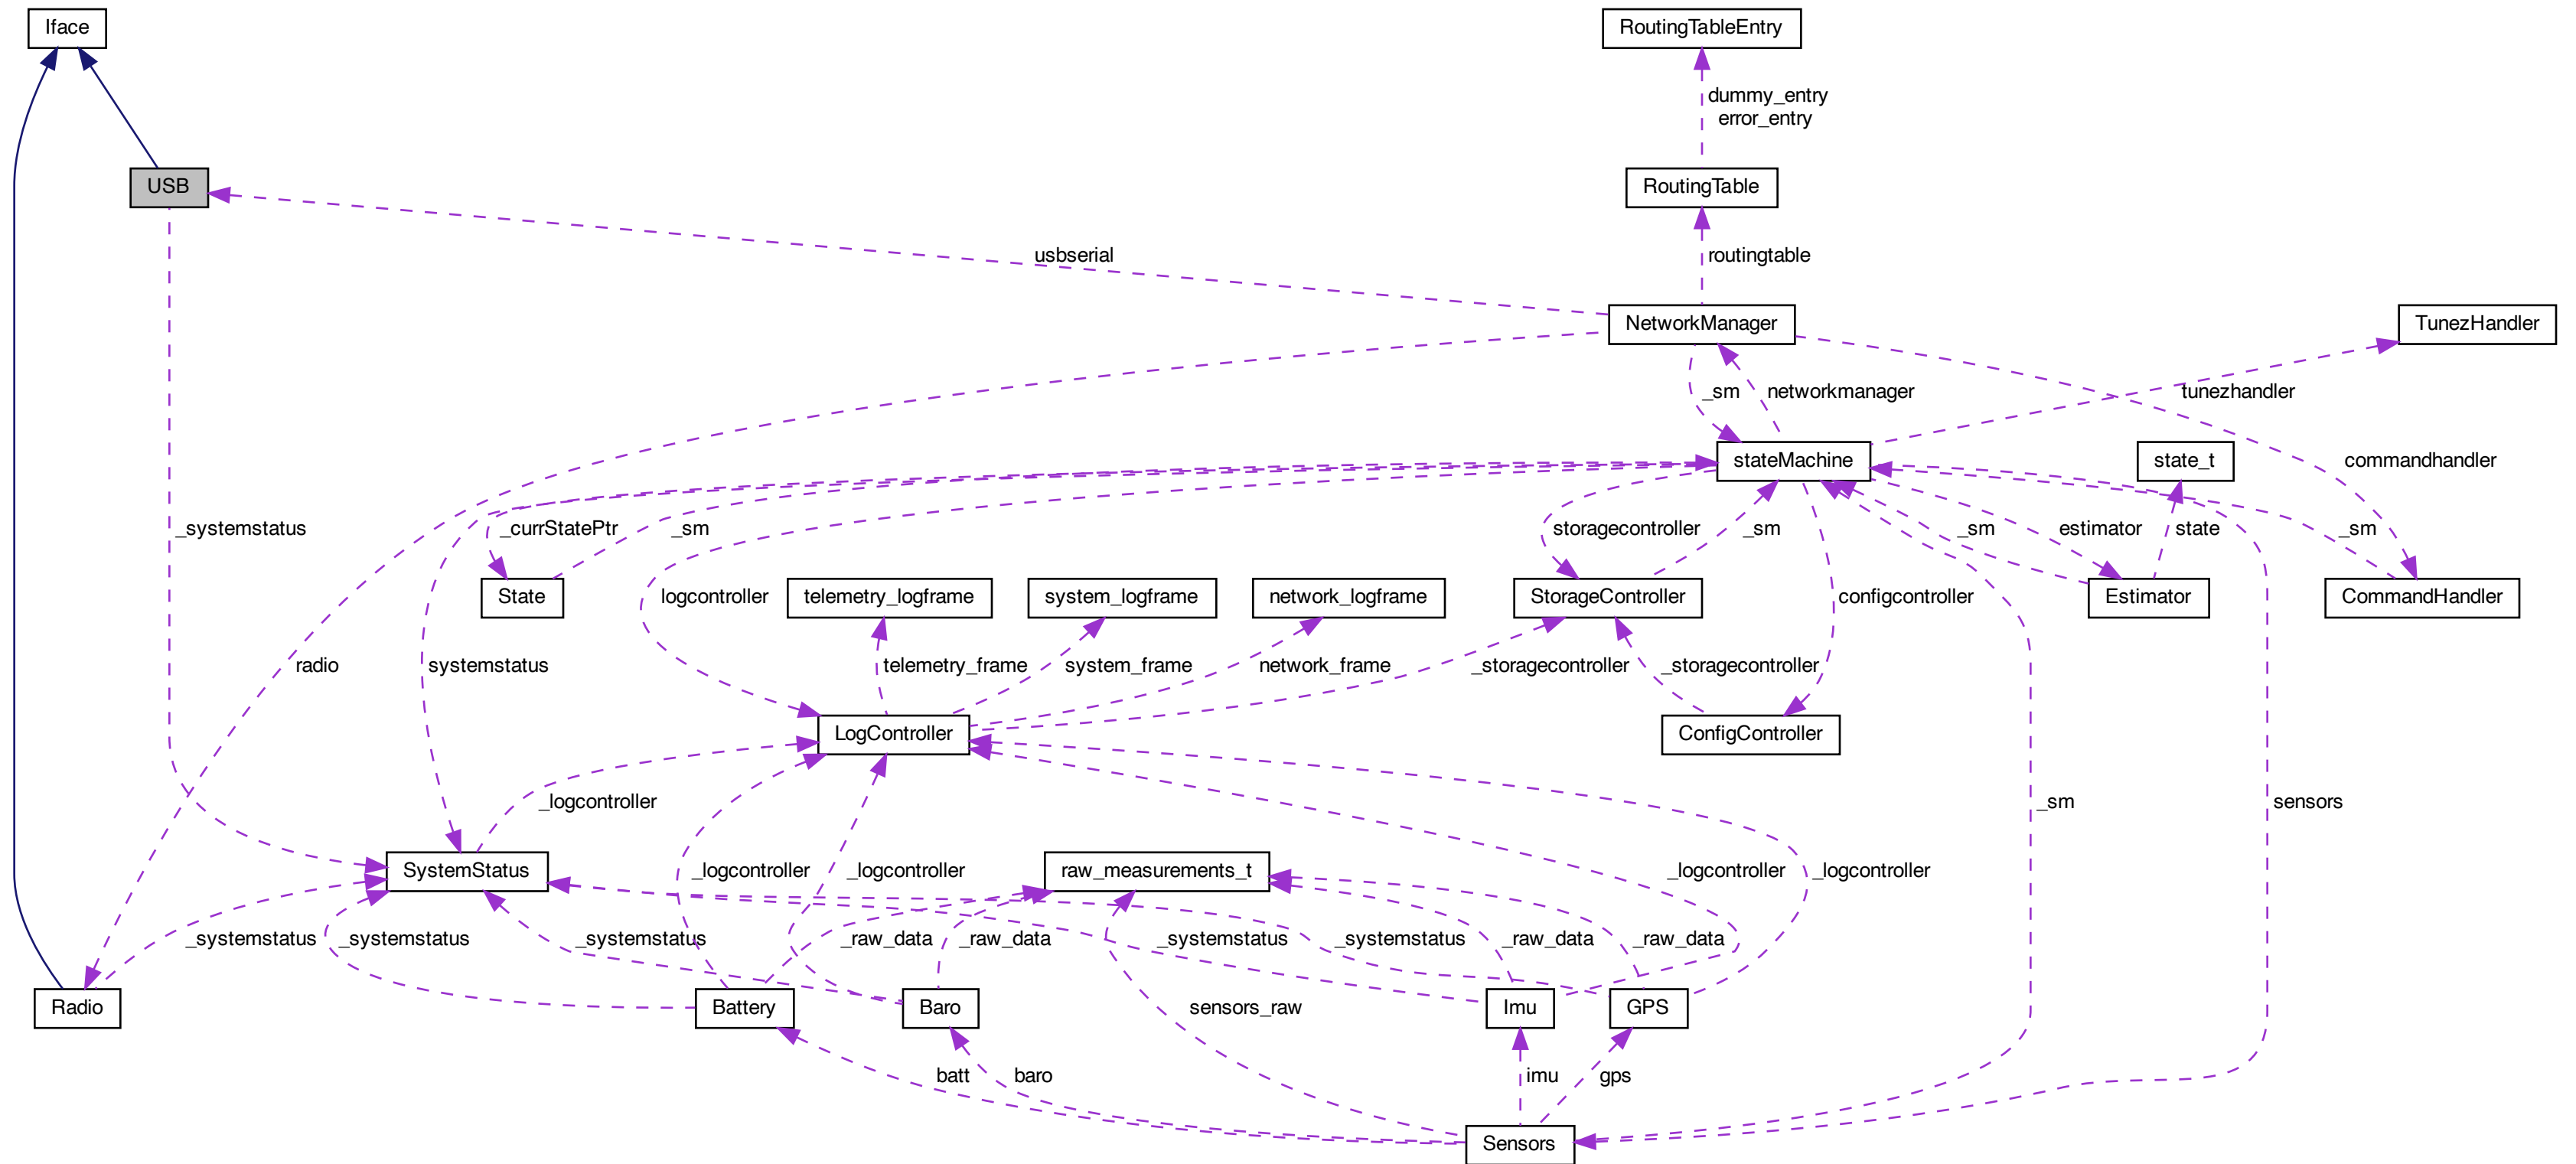 Iface
RoutingTableEntry
dummy_entry
error_entry
USB
RoutingTable
usbserial
routingtable
NetworkManager
TunezHandler
_sm
networkmanager
tunezhandler
stateMachine
state_t
commandhandler
_systemstatus
_currStatePtr
_sm
storagecontroller
_sm
_sm
estimator
state
_sm
State
logcontroller
telemetry_logframe
system_logframe
network_logframe
StorageController
configcontroller
Estimator
CommandHandler
radio
systemstatus
telemetry_frame
system_frame
network_frame
_storagecontroller
_storagecontroller
LogController
ConfigController
_logcontroller
_sm
sensors
SystemStatus
_logcontroller
_logcontroller
raw_measurements_t
_logcontroller
_logcontroller
_systemstatus
_systemstatus
_systemstatus
_raw_data
_raw_data
_systemstatus
_systemstatus
_raw_data
_raw_data
Radio
Battery
Baro
sensors_raw
Imu
GPS
batt
baro
imu
gps
Sensors